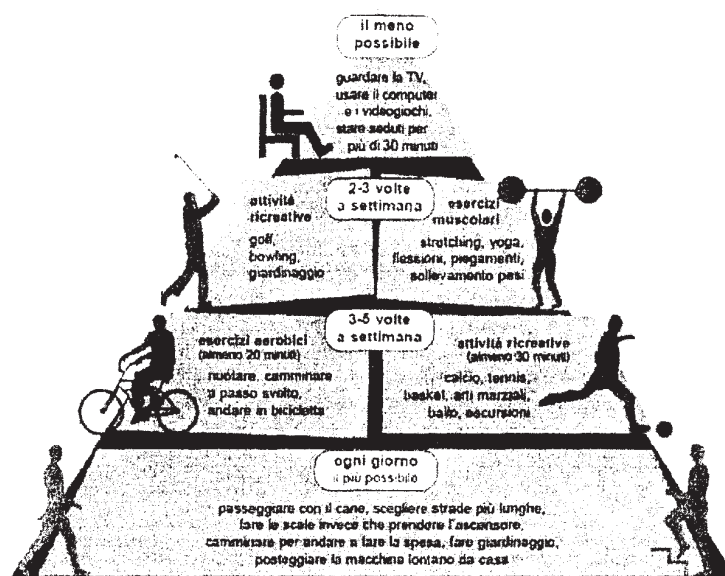 il meno
possibile
guardare la TV,
usare il computer
e i videogiochi,
stare seduti per
più di 30 minuti
2-3 volte
a settimana
attività
ricreative
golf,
bowling,
giardinaggio
esercizi
muscolari
stretching, yoga,
flessioni, piegamenti,
sollevamento pesi
3-5 volte
a settimana
esercizi aerobici
(almeno 20 minuti)
nuotare, camminare
a passo svelto,
andare in bicicletta
attività ricreative
(almeno 30 minuti)
calcio, tennis,
basket, arti marziali,
ballo, escursioni
ogni giorno
il più possibile
passeggiare con il cane, scegliere strade più lunghe,
fare le scale invece che prendere l'ascensore,
camminare per andare a fare la spesa, fare giardinaggio,
posteggiare la macchina lontano da casa